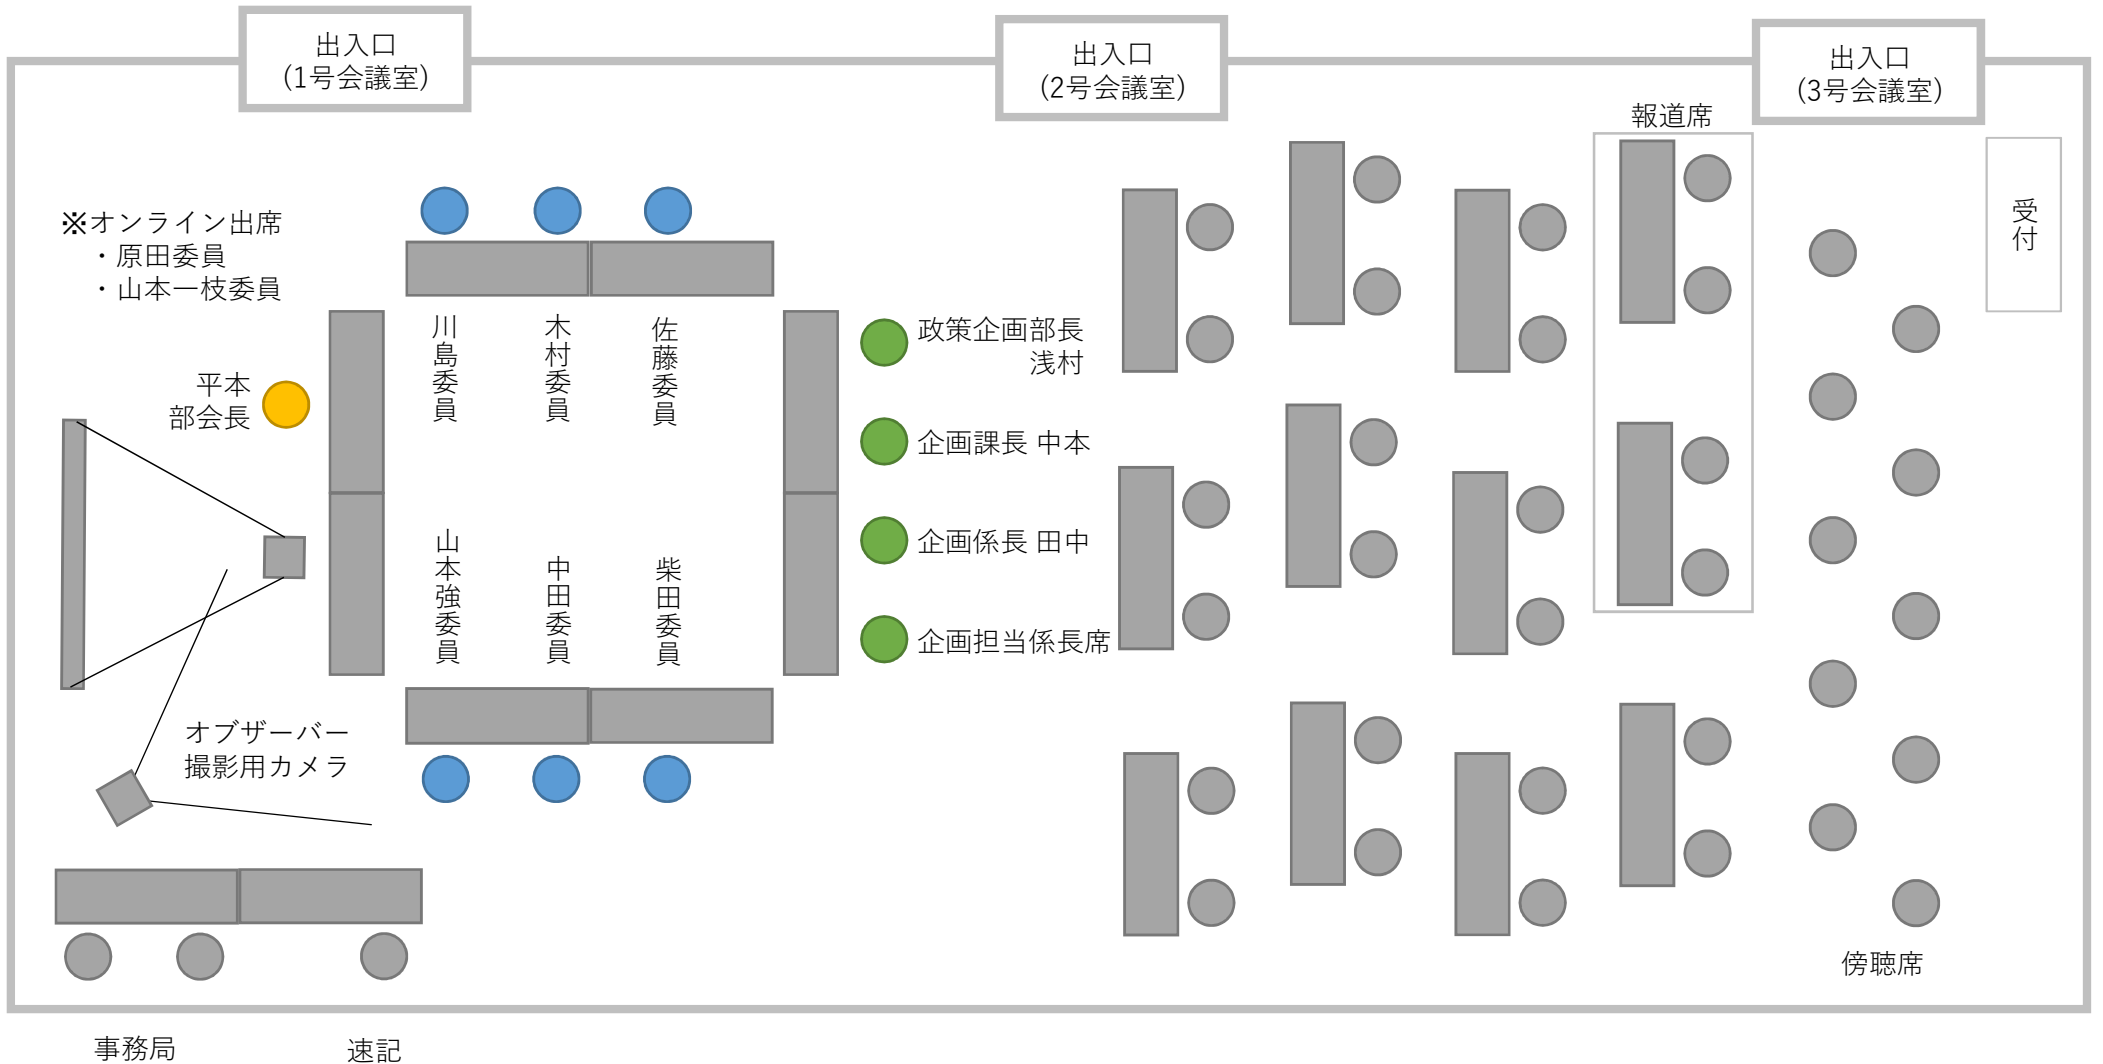 出入口
(1号会議室)
出入口
(2号会議室)
出入口
(3号会議室)
報道席
受付
※オンライン出席
・原田委員
・山本一枝委員
川島委員
木村委員
佐藤委員
政策企画部長
浅村
平本
部会長
企画課長 中本
企画係長 田中
山本強委員
中田委員
柴田委員
企画担当係長席
オブザーバー
撮影用カメラ
傍聴席
事務局
速記